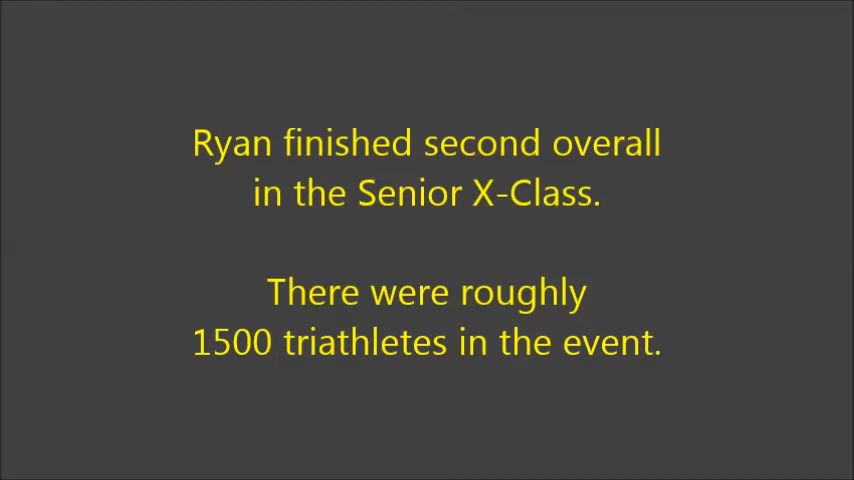 Ryan finished second overall
in the Senior X-Class.
There were roughly
1500 triathletes in the event.